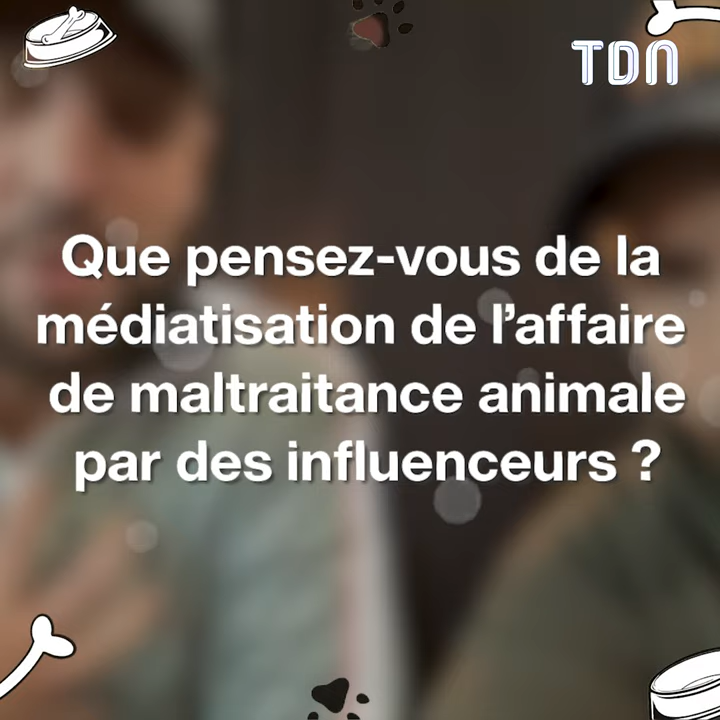 TDN
Que pensez-vous de la
médiatisation de l’affaire
de maltraitance animale
par des influenceurs ?